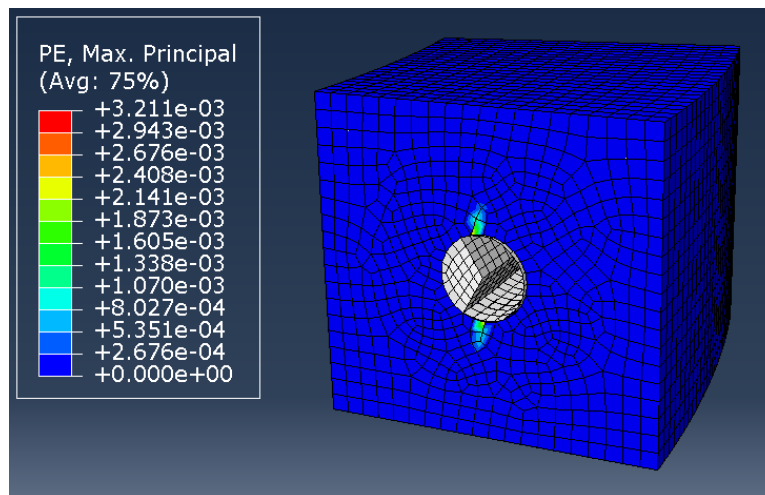 PE, Max. Principal
(Avg: 75%)
+3.211e-03
+2.943e-03
+2.676e-03
+2.408e-03
+2.141e-03
+1.873e-03
+1.605e-03
+1.338e-03
+1.070e-03
+8.027e-04
+5.351e-04
+2.676e-04
+0.000e+00